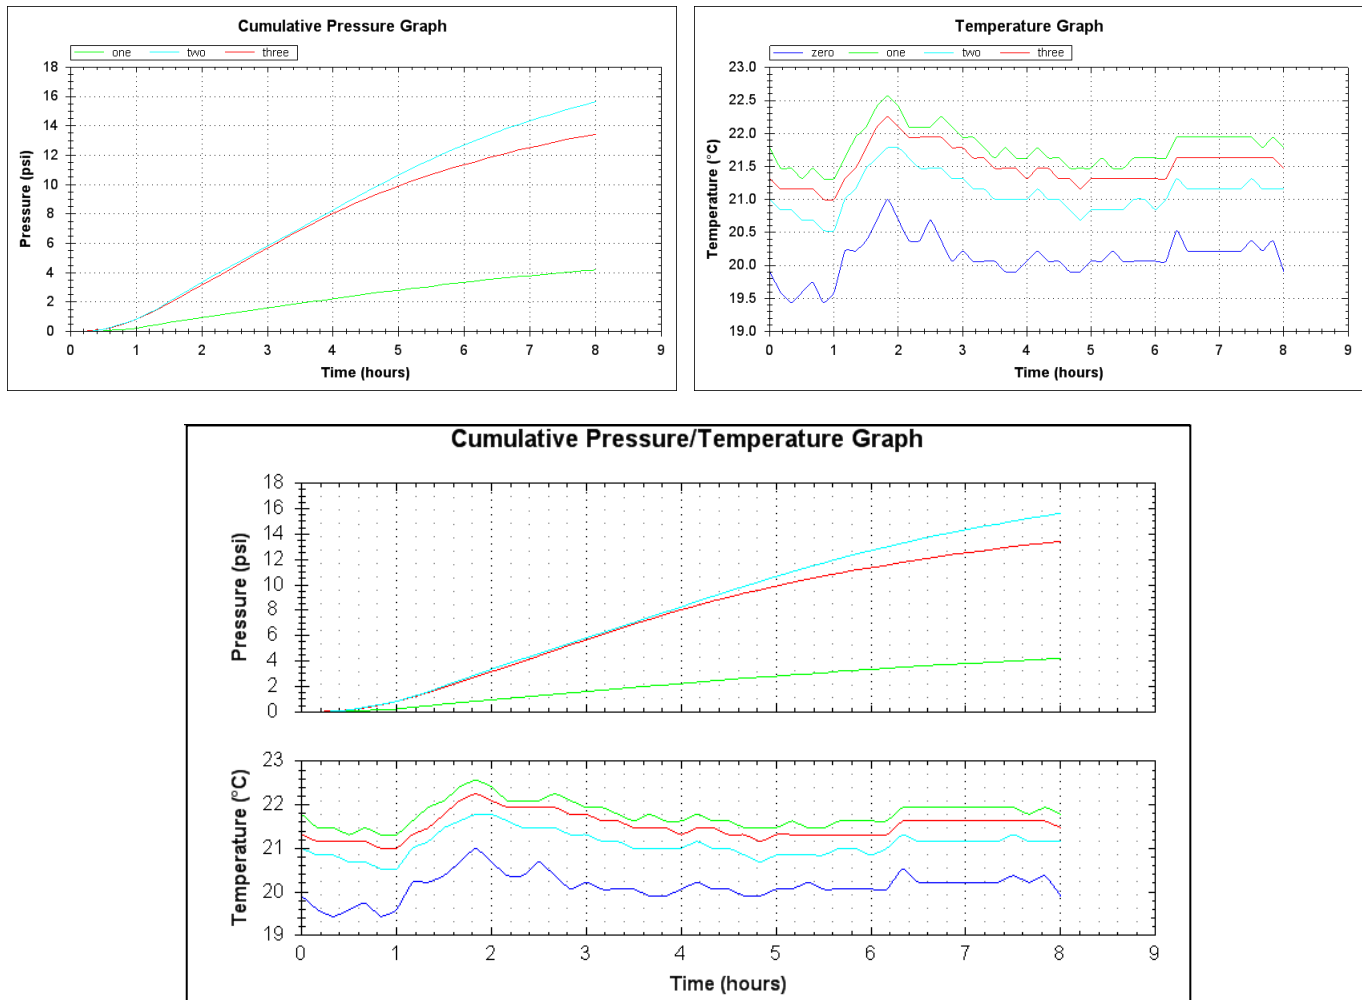 Cumulative Pressure Graph
one two three
18
16
14
12
10
8
6
4
2
0
Pressure (psi)
0 1 2 3 4 5 6 7 8 9
Time (hours)
Temperature Graph
zero one two three
23.0
22.5
22.0
21.5
21.0
20.5
20.0
19.5
19.0
Temperature (°C)
0 1 2 3 4 5 6 7 8 9
Time (hours)
Cumulative Pressure/Temperature Graph
18
16
14
12
10
8
6
4
2
0
Pressure (psi)
23
22
21
20
19
Temperature (°C)
0 1 2 3 4 5 6 7 8 9
Time (hours)